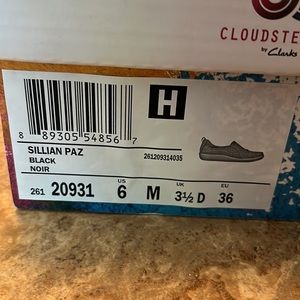 CLOUDSTE
by Clarks
H
8 89305 54856 7
SILLIAN PAZ
BLACK
NOIR
261209314035
US UK EU
261 20931 6 M 3½ D 36